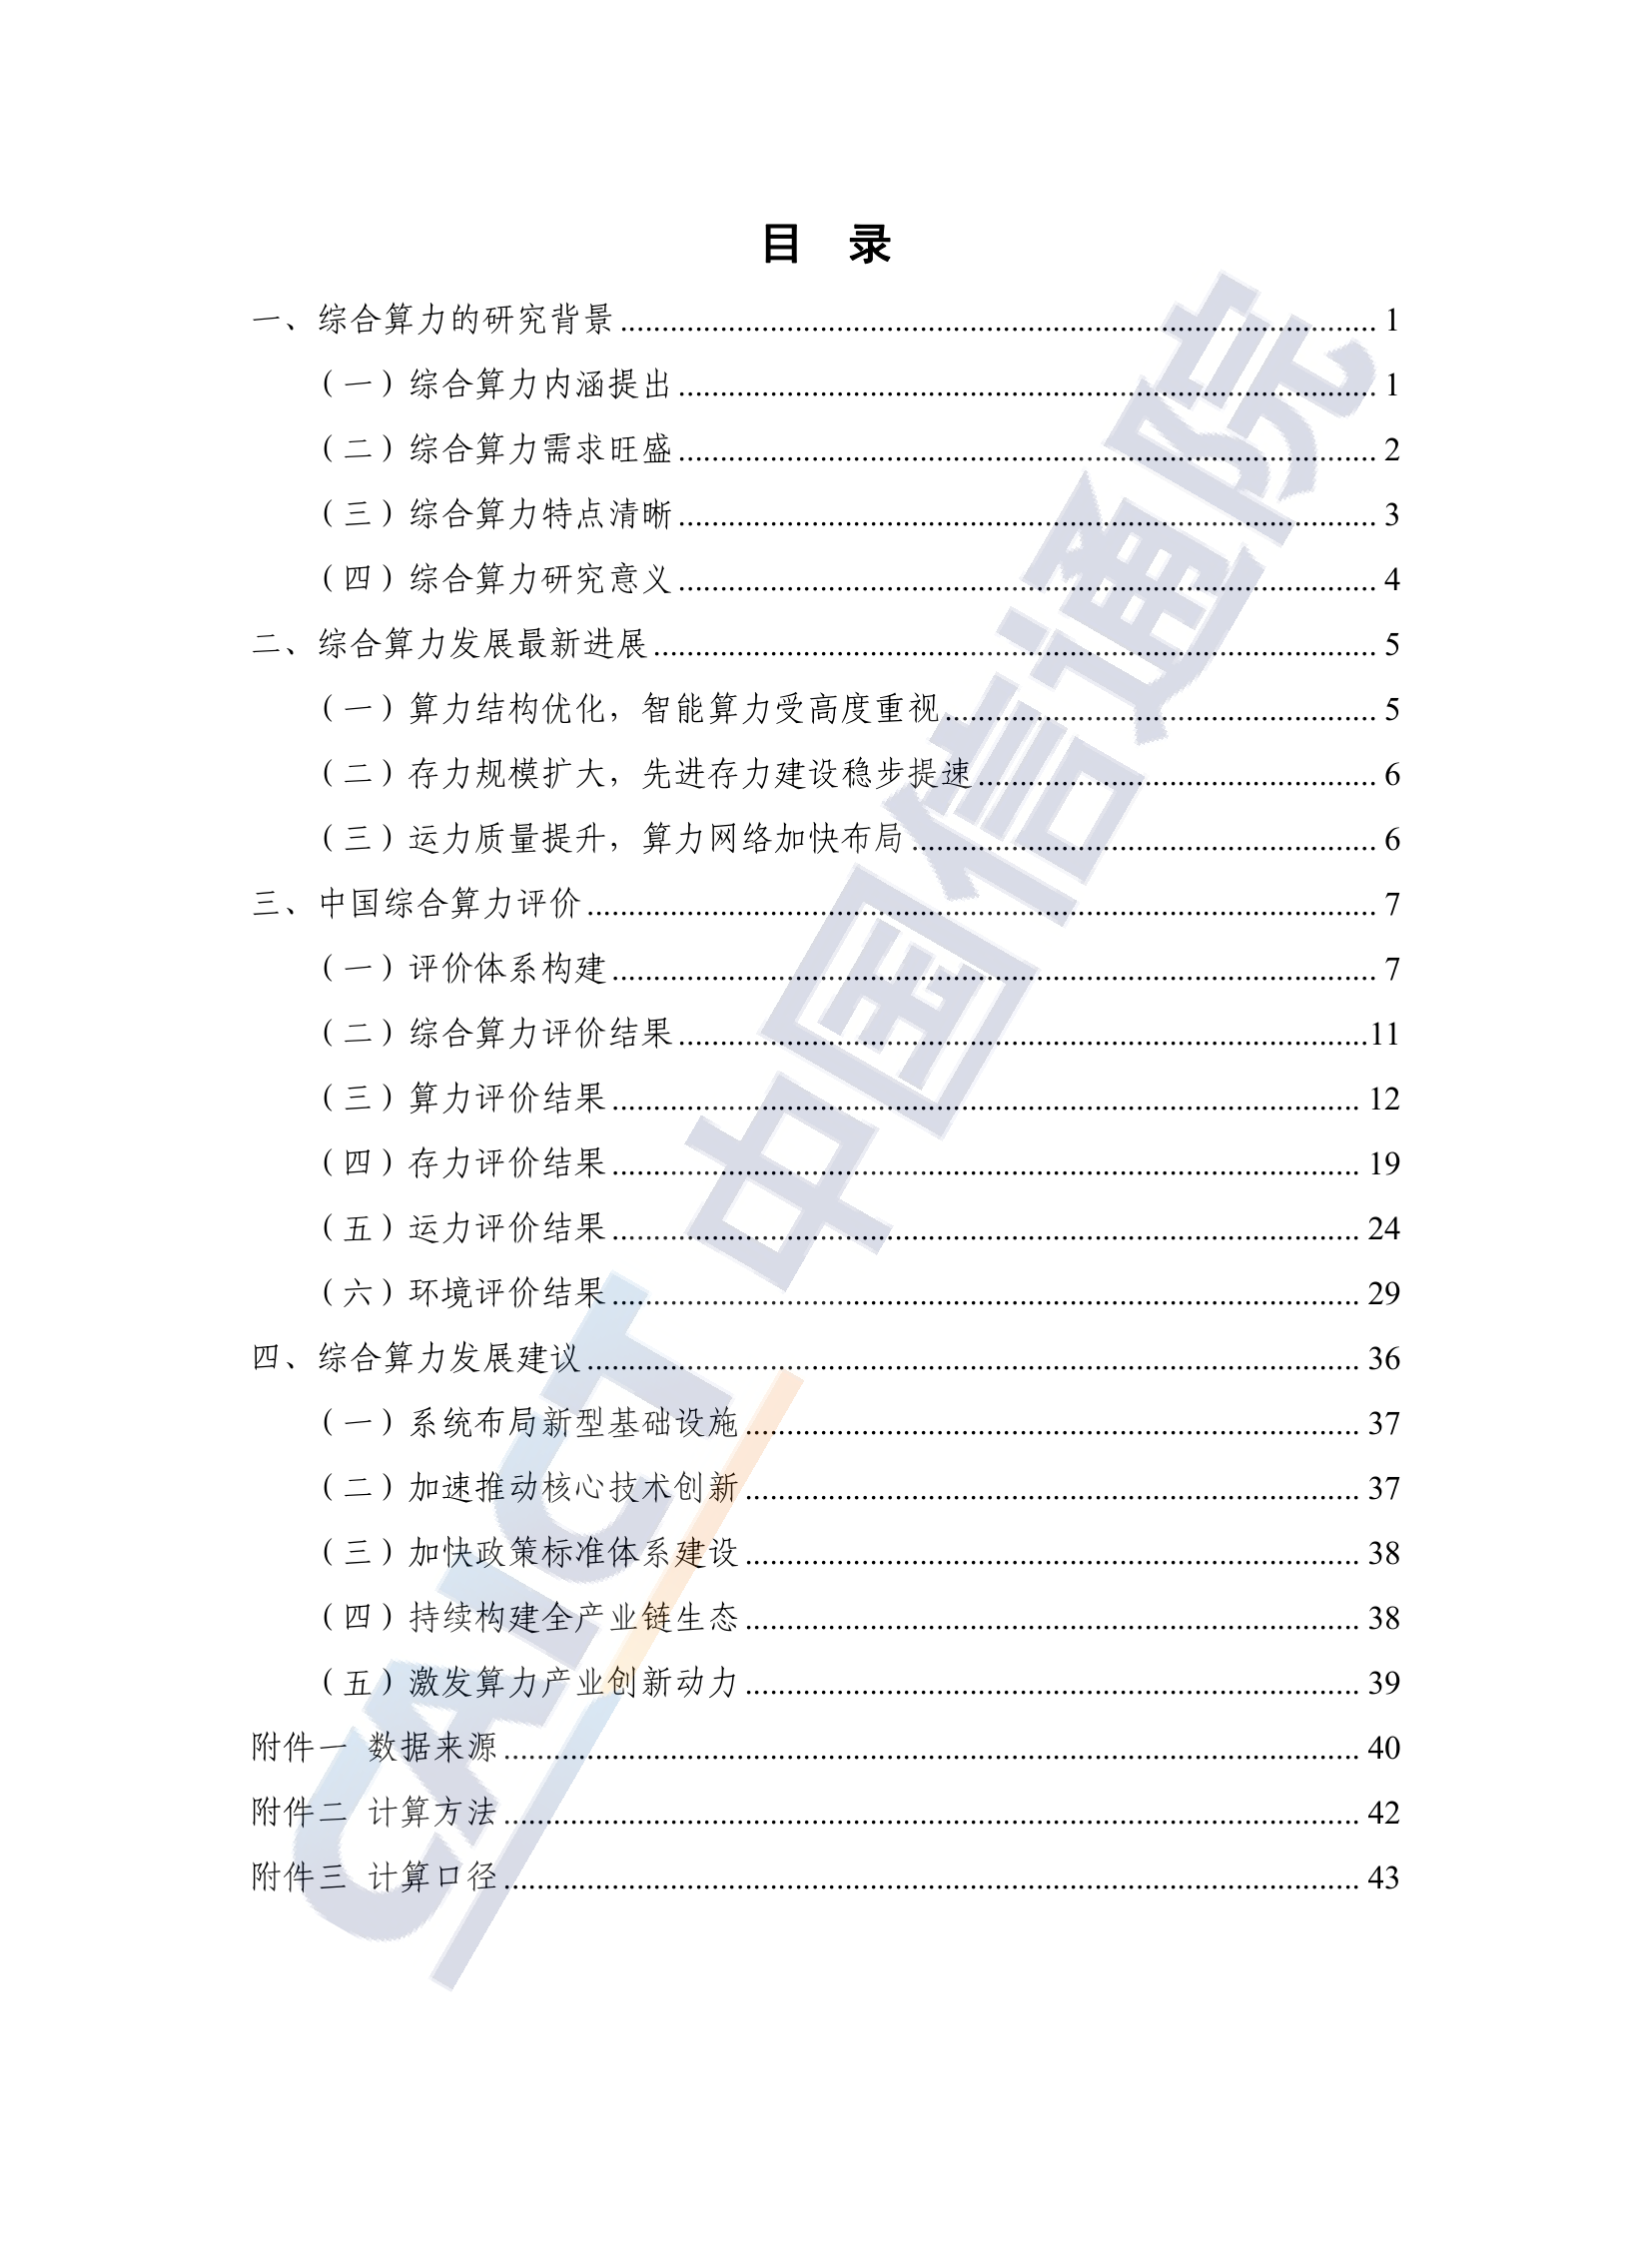 目 录
一、综合算力的研究背景 1
（一）综合算力内涵提出 1
（二）综合算力需求旺盛 2
（三）综合算力特点清晰 3
（四）综合算力研究意义 4
二、综合算力发展最新进展 5
（一）算力结构优化，智能算力受高度重视 5
（二）存力规模扩大，先进存力建设稳步提速 6
（三）运力质量提升，算力网络加快布局 6
三、中国综合算力评价 7
（一）评价体系构建 7
（二）综合算力评价结果 11
（三）算力评价结果 12
（四）存力评价结果 19
（五）运力评价结果 24
（六）环境评价结果 29
四、综合算力发展建议 36
（一）系统布局新型基础设施 37
（二）加速推动核心技术创新 37
（三）加快政策标准体系建设 38
（四）持续构建全产业链生态 38
（五）激发算力产业创新动力 39
附件一 数据来源 40
附件二 计算方法 42
附件三 计算口径 43
CAICT 中国信通院